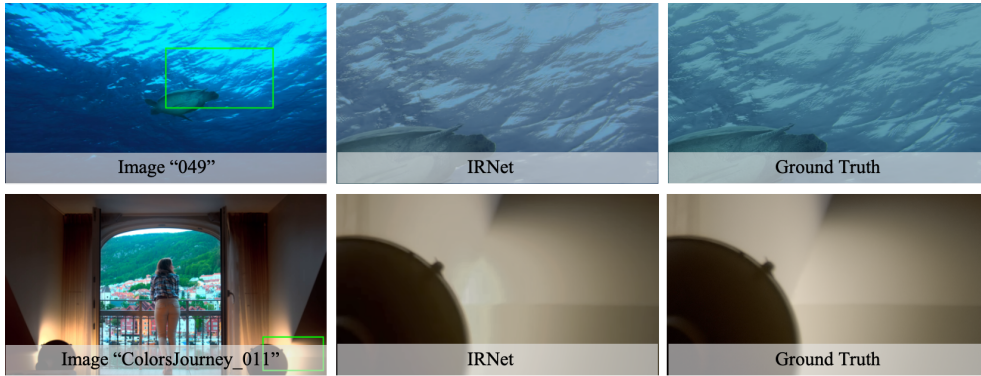 Image “049”
IRNet
Ground Truth
Image “ColorsJourney_011”
IRNet
Ground Truth